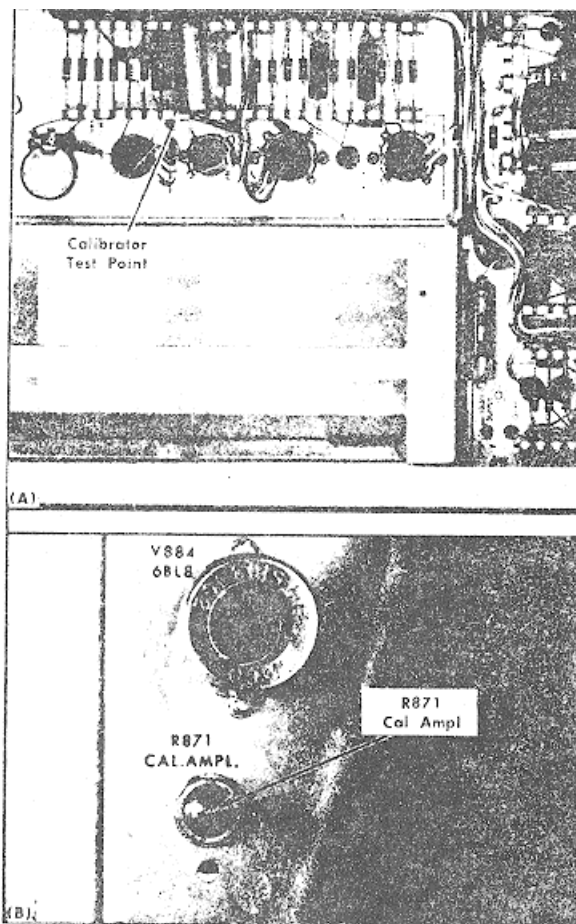 Calibrator
Test Point
(A)
V884
6BL8
R871
Cal Ampl
R871
CAL.AMPL.
(B)